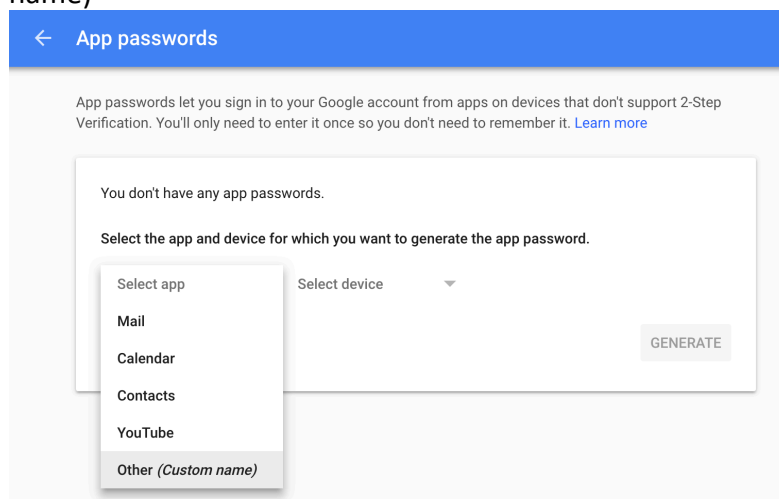 name)
App passwords
App passwords let you sign in to your Google account from apps on devices that don't support 2-Step
Verification. You'll only need to enter it once so you don't need to remember it. Learn more
You don't have any app passwords.
Select the app and device for which you want to generate the app password.
Select app Select device
Mail
GENERATE
Calendar
Contacts
YouTube
Other (Custom name)